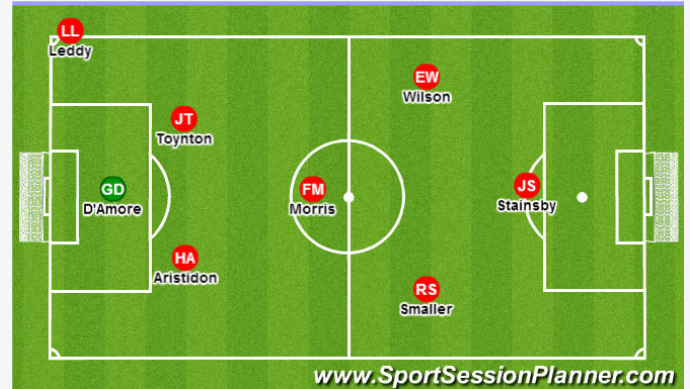 LL
Leddy
EW
Wilson
JT
Toynton
GD
D'Amore
FM
Morris
JS
Stainsby
HA
Aristidon
RS
Smaller
www.SportSessionPlanner.com